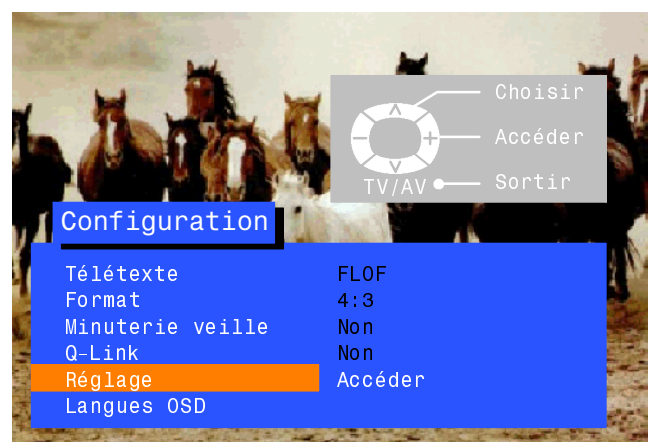 Choisir
Accéder
TV/AV Sortir
Configuration
Télétexte FLOF
Format 4:3
Minuterie veille Non
Q-Link Non
Réglage Accéder
Langues OSD